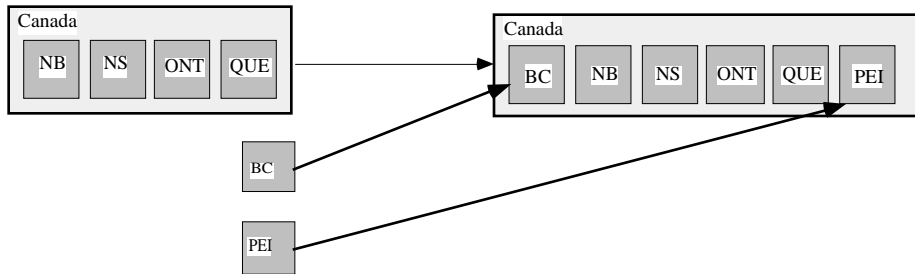 Canada
NB NS ONT QUE
Canada
BC NB NS ONT QUE PEI
BC
PEI